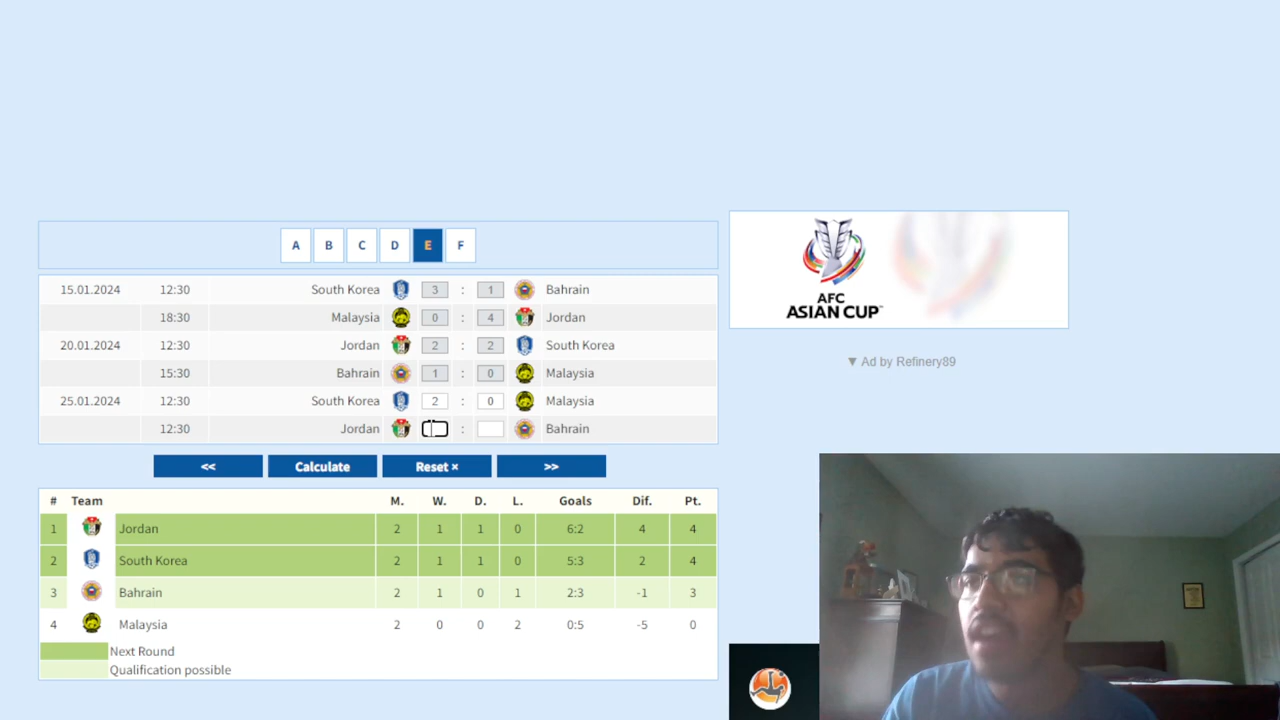 A B C D E F
15.01.2024 12:30 South Korea 3 : 1 Bahrain
18:30 Malaysia 0 : 4 Jordan
20.01.2024 12:30 Jordan 2 : 2 South Korea
15:30 Bahrain 1 : 0 Malaysia
25.01.2024 12:30 South Korea 2 : 0 Malaysia
12:30 Jordan : Bahrain
<< Calculate Reset × >>
# Team M. W. D. L. Goals Dif. Pt.
1 Jordan 2 1 1 0 6:2 4 4
2 South Korea 2 1 1 0 5:3 2 4
3 Bahrain 2 1 0 1 2:3 -1 3
4 Malaysia 2 0 0 2 0:5 -5 0
Next Round
Qualification possible
AFC
ASIAN CUP™
▼ Ad by Refinery89